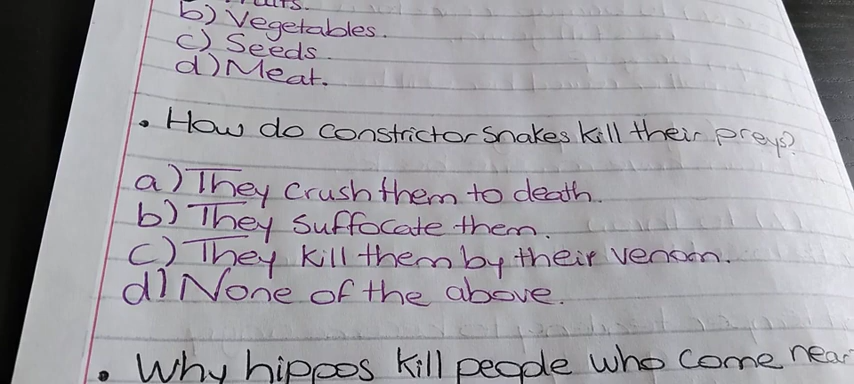 b) Vegetables.
c) Seeds.
d) Meat.
. How do constrictor snakes kill their preys?
a) They crush them to death.
b) They suffocate them.
c) They kill them by their venom.
d) None of the above.
. Why hippos kill people who come near